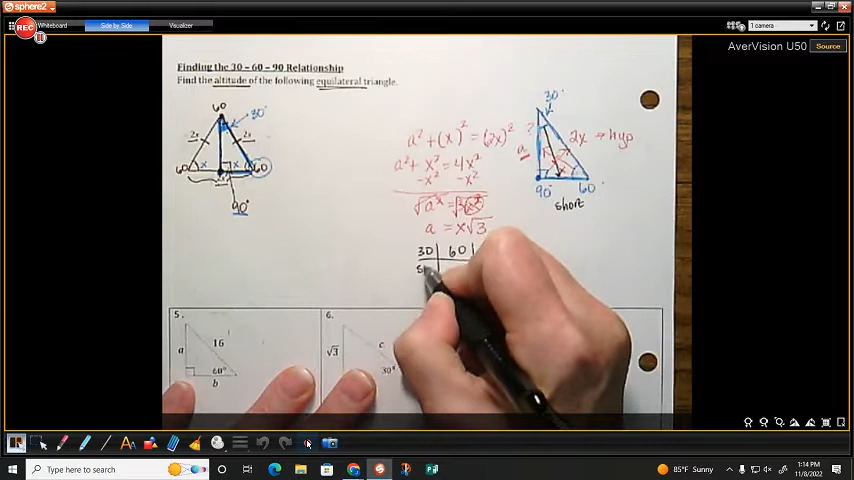 sphere2
REC
Whiteboard
Side by Side
Visualizer
1 camera
AverVision U50
Source
Finding the 30 – 60 – 90 Relationship
Find the altitude of the following equilateral triangle.
60
30°
2x
2x
60
x
x
60
2x
90°
a² + (x)² = (2x)²
a² + x² = 4x²
-x² -x²
√a² = √3x²
a = x√3
30 60
30°
?
a
2x → hyp
x
90° 60°
short
5.
a
16
60°
b
6.
√3
c
30°
Type here to search
85°F Sunny
1:14 PM
11/8/2022